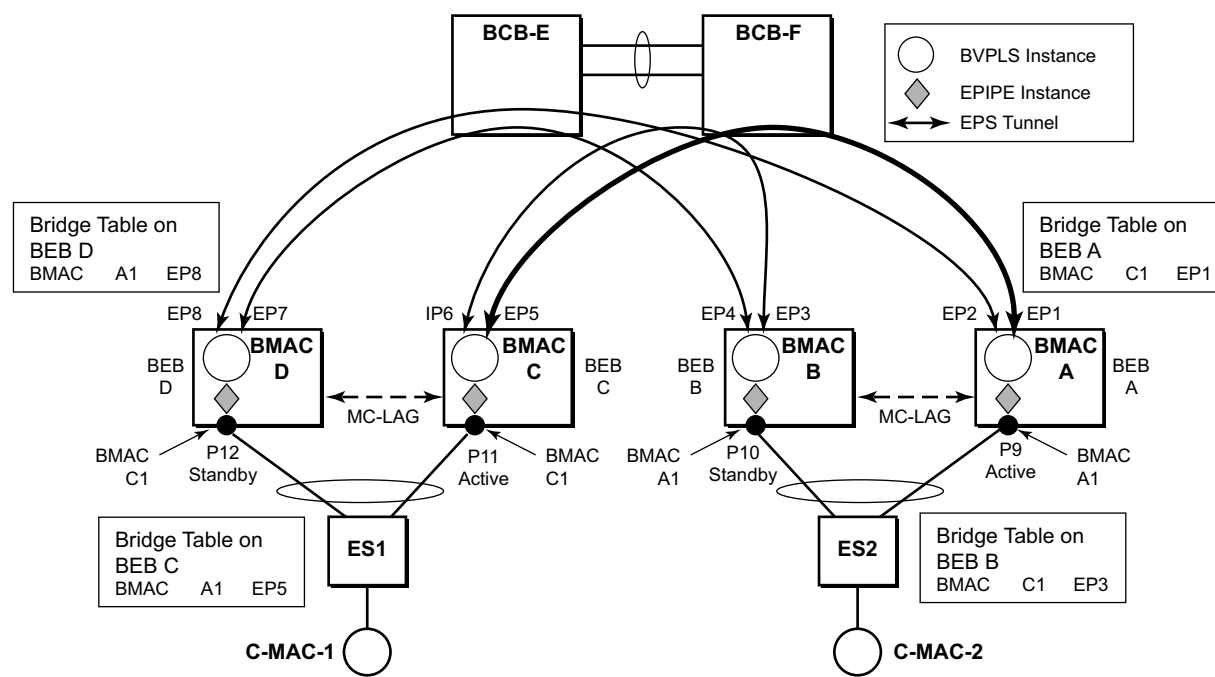 BCB-E
BCB-F
BVPLS Instance
EPIPE Instance
EPS Tunnel
Bridge Table on
BEB D
BMAC A1 EP8
Bridge Table on
BEB A
BMAC C1 EP1
EP8
EP7
IP6
EP5
EP4
EP3
EP2
EP1
BEB
D
BMAC
D
BMAC
C
BEB
C
BEB
B
BMAC
B
BMAC
A
BEB
A
MC-LAG
MC-LAG
BMAC
C1
P12
Standby
P11
Active
BMAC
C1
BMAC
A1
P10
Standby
P9
Active
BMAC
A1
Bridge Table on
BEB C
BMAC A1 EP5
ES1
ES2
Bridge Table on
BEB B
BMAC C1 EP3
C-MAC-1
C-MAC-2